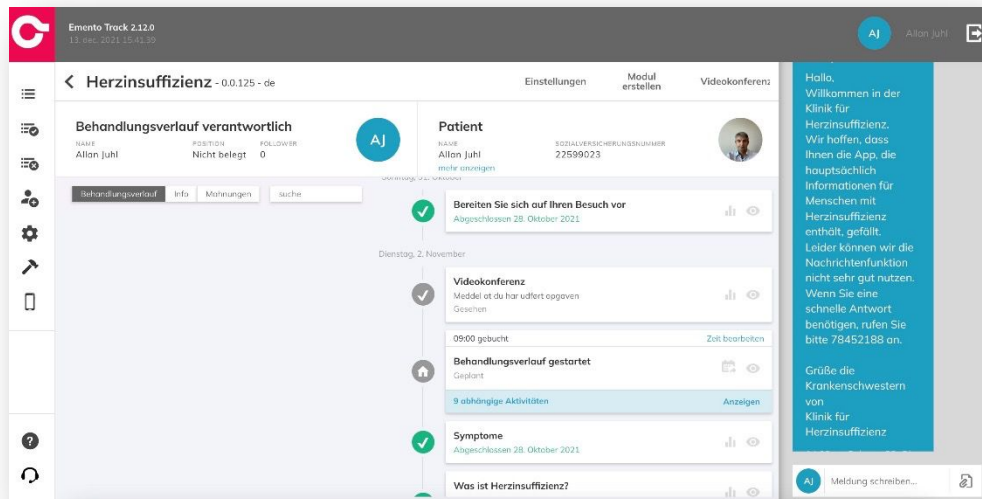 Emento Track 2.12.0
13. dec. 2021 15.41.39
AJ
Allan Juhl
Herzinsuffizienz - 0.0.125 - de
Einstellungen
Modul
erstellen
Videokonferenz
Behandlungsverlauf verantwortlich
NAME
POSITION
FOLLOWER
Allan Juhl
Nicht belegt
0
AJ
Patient
NAME
SOZIALVERSICHERUNGSNUMMER
Allan Juhl
22599023
mehr anzeigen
Behandlungsverlauf
Info
Mahnungen
suche
Sonntag, 31. Oktober
Bereiten Sie sich auf Ihren Besuch vor
Abgeschlossen 28. Oktober 2021
Dienstag, 2. November
Videokonferenz
Meddel at du har udført opgaven
Gesehen
09:00 gebucht
Zeit bearbeiten
Behandlungsverlauf gestartet
Geplant
9 abhängige Aktivitäten
Anzeigen
Symptome
Abgeschlossen 28. Oktober 2021
Was ist Herzinsuffizienz?
Hallo,
Willkommen in der
Klinik für
Herzinsuffizienz.
Wir hoffen, dass
Ihnen die App, die
hauptsächlich
Informationen für
Menschen mit
Herzinsuffizienz
enthält, gefällt.
Leider können wir die
Nachrichtenfunktion
nicht sehr gut nutzen.
Wenn Sie eine
schnelle Antwort
benötigen, rufen Sie
bitte 78452188 an.
Grüße die
Krankenschwestern
von
Klinik für
Herzinsuffizienz
AJ
Meldung schreiben...